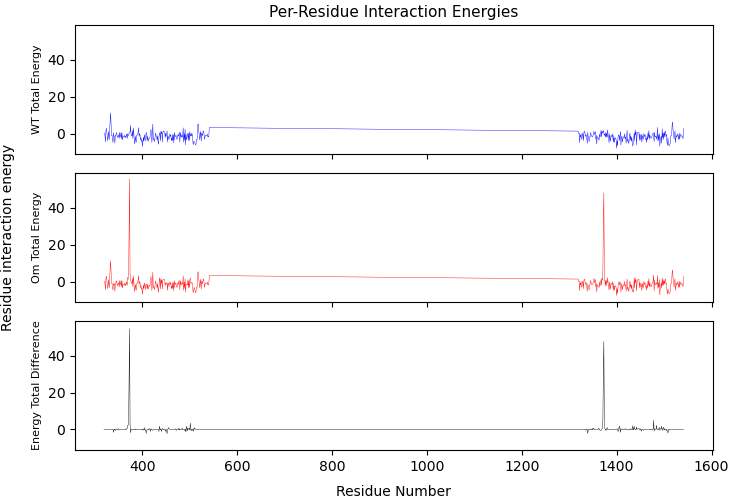 Per-Residue Interaction Energies
Residue interaction energy
WT Total Energy
40
20
0
Om Total Energy
40
20
0
Energy Total Difference
40
20
0
400 600 800 1000 1200 1400 1600
Residue Number